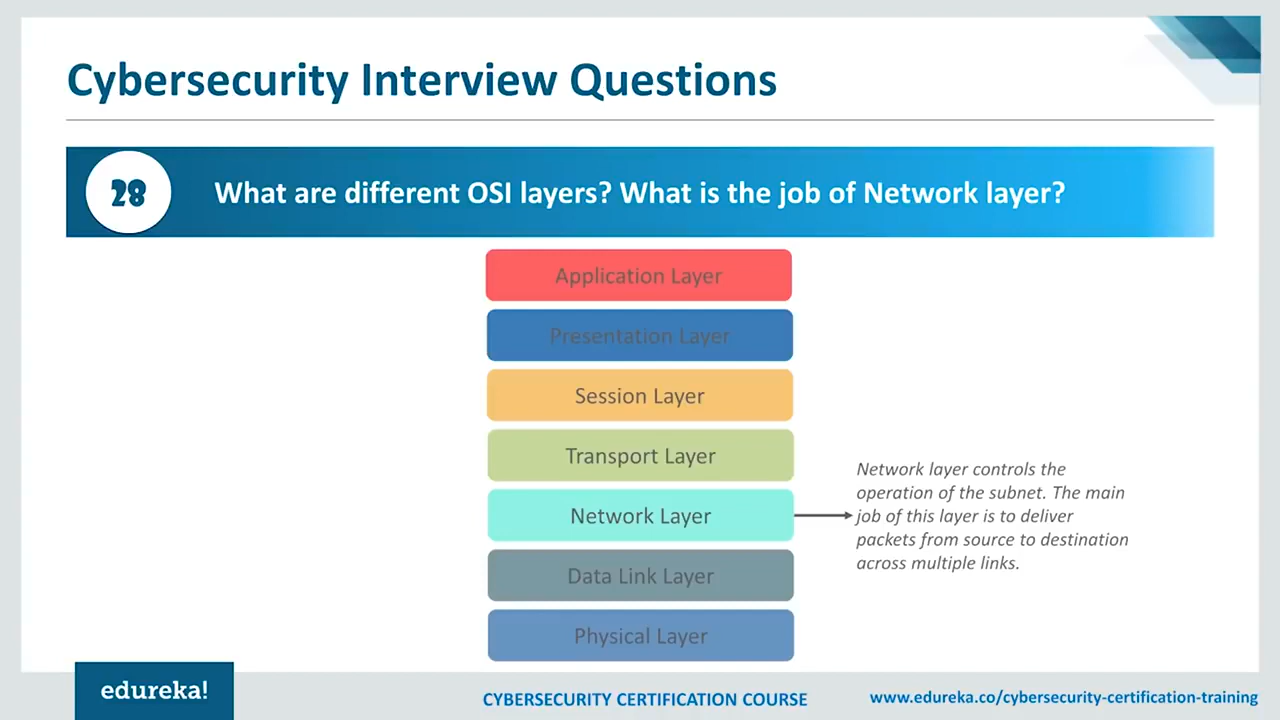 Cybersecurity Interview Questions
28
What are different OSI layers? What is the job of Network layer?
Application Layer
Presentation Layer
Session Layer
Transport Layer
Network Layer
Data Link Layer
Physical Layer
Network layer controls the
operation of the subnet. The main
job of this layer is to deliver
packets from source to destination
across multiple links.
edureka!
CYBERSECURITY CERTIFICATION COURSE
www.edureka.co/cybersecurity-certification-training